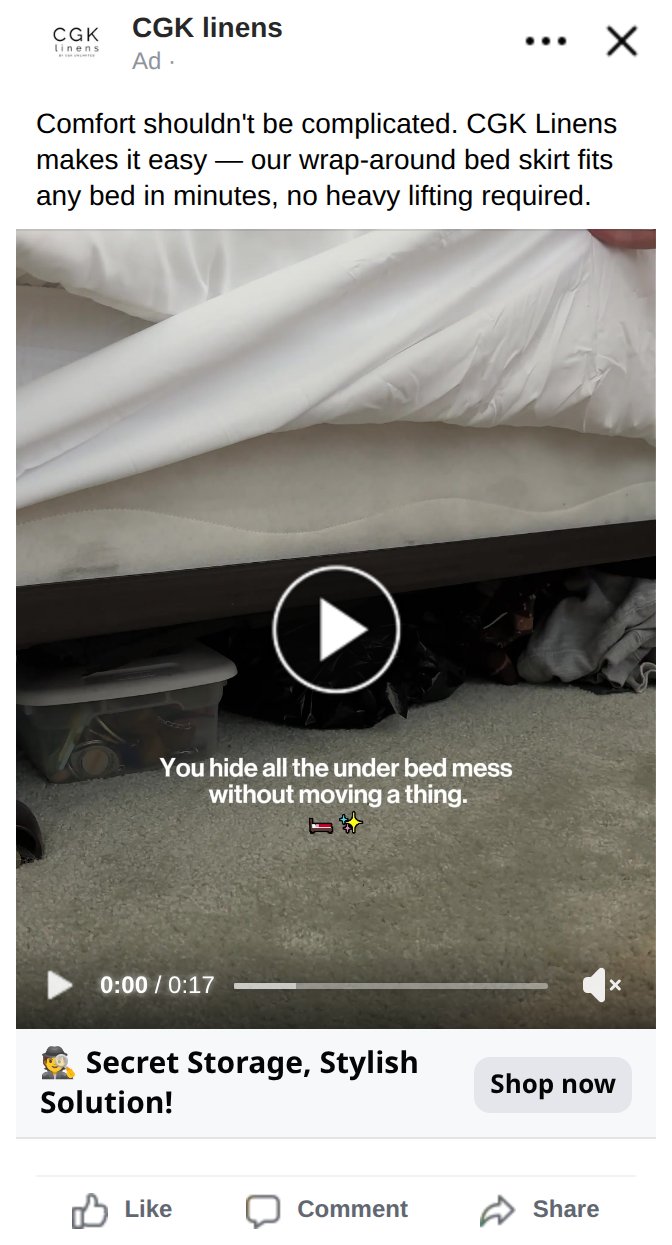 CGK
linens
CGK linens
Ad ·
Comfort shouldn't be complicated. CGK Linens
makes it easy — our wrap-around bed skirt fits
any bed in minutes, no heavy lifting required.
You hide all the under bed mess
without moving a thing.
🛏️✨
0:00 / 0:17
🕵️ Secret Storage, Stylish
Solution!
Shop now
Like
Comment
Share